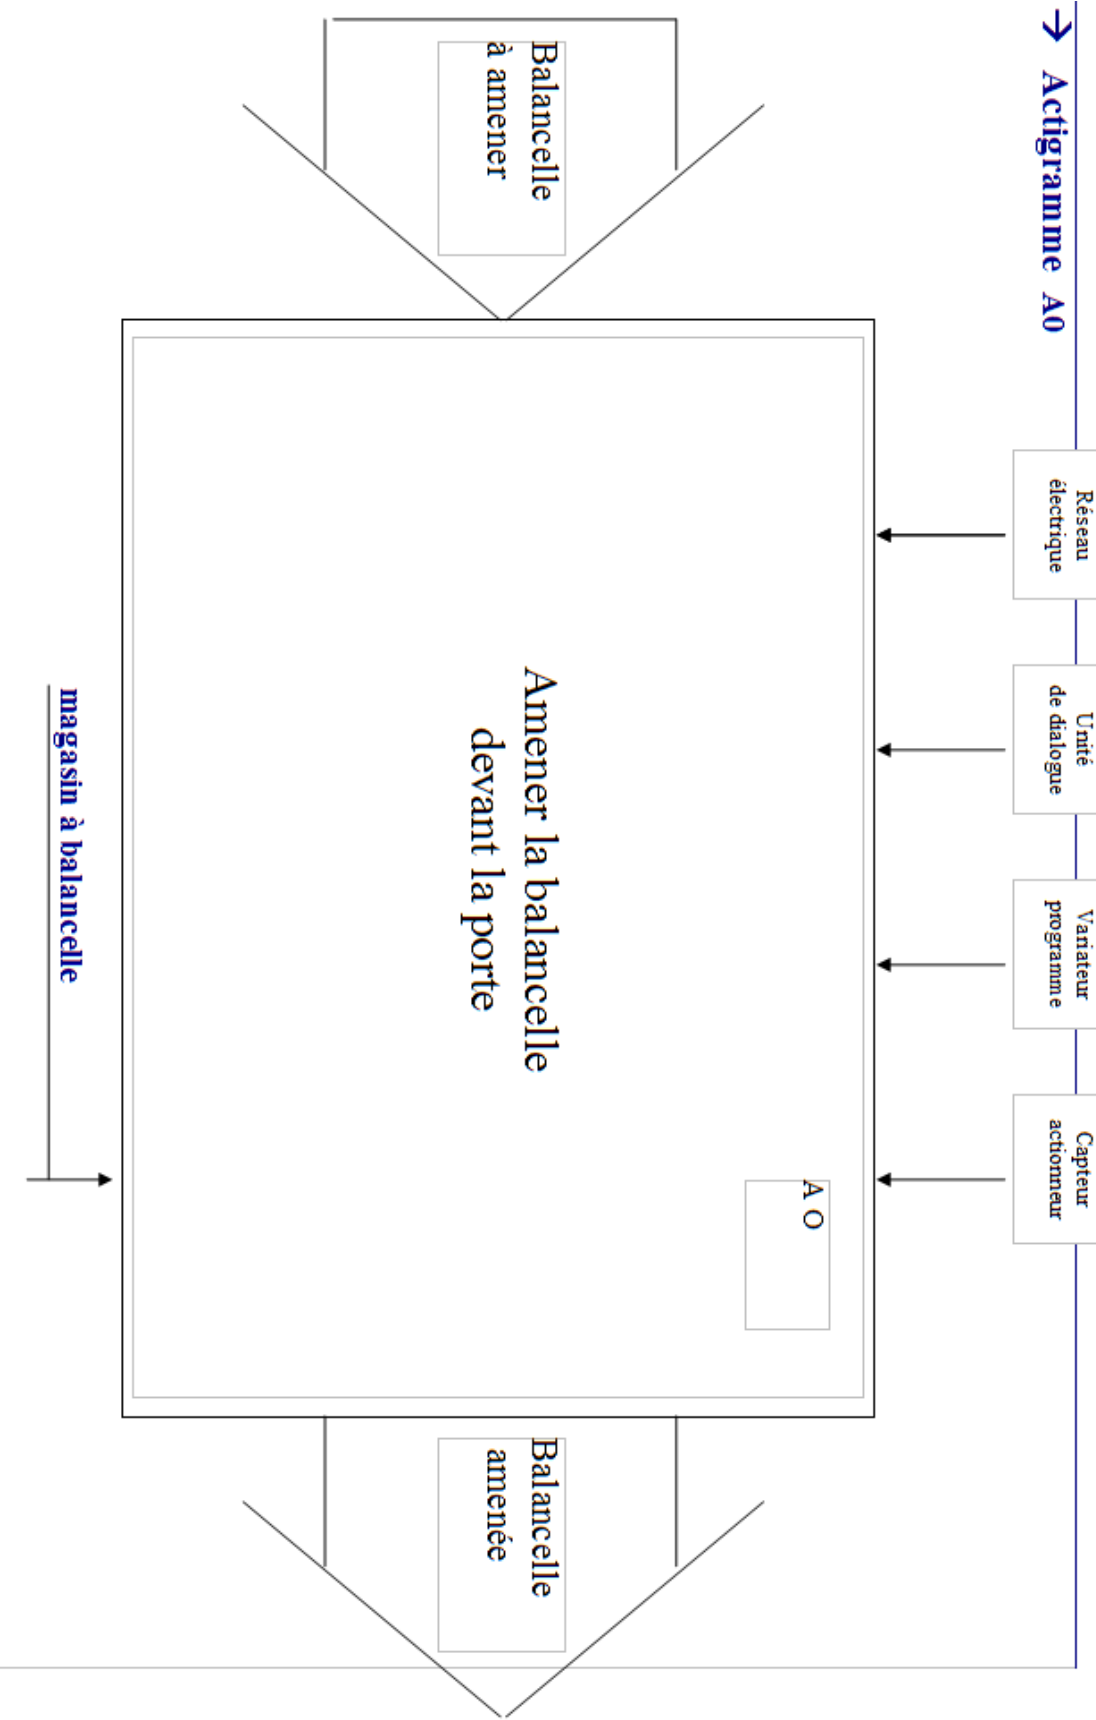 → Actigramme A0
Réseau
électrique
Unité
de dialogue
Variateur
programme
Capteur
actionneur
Balancelle
à amener
Amener la balancelle
devant la porte
A O
Balancelle
amenée
magasin à balancelle